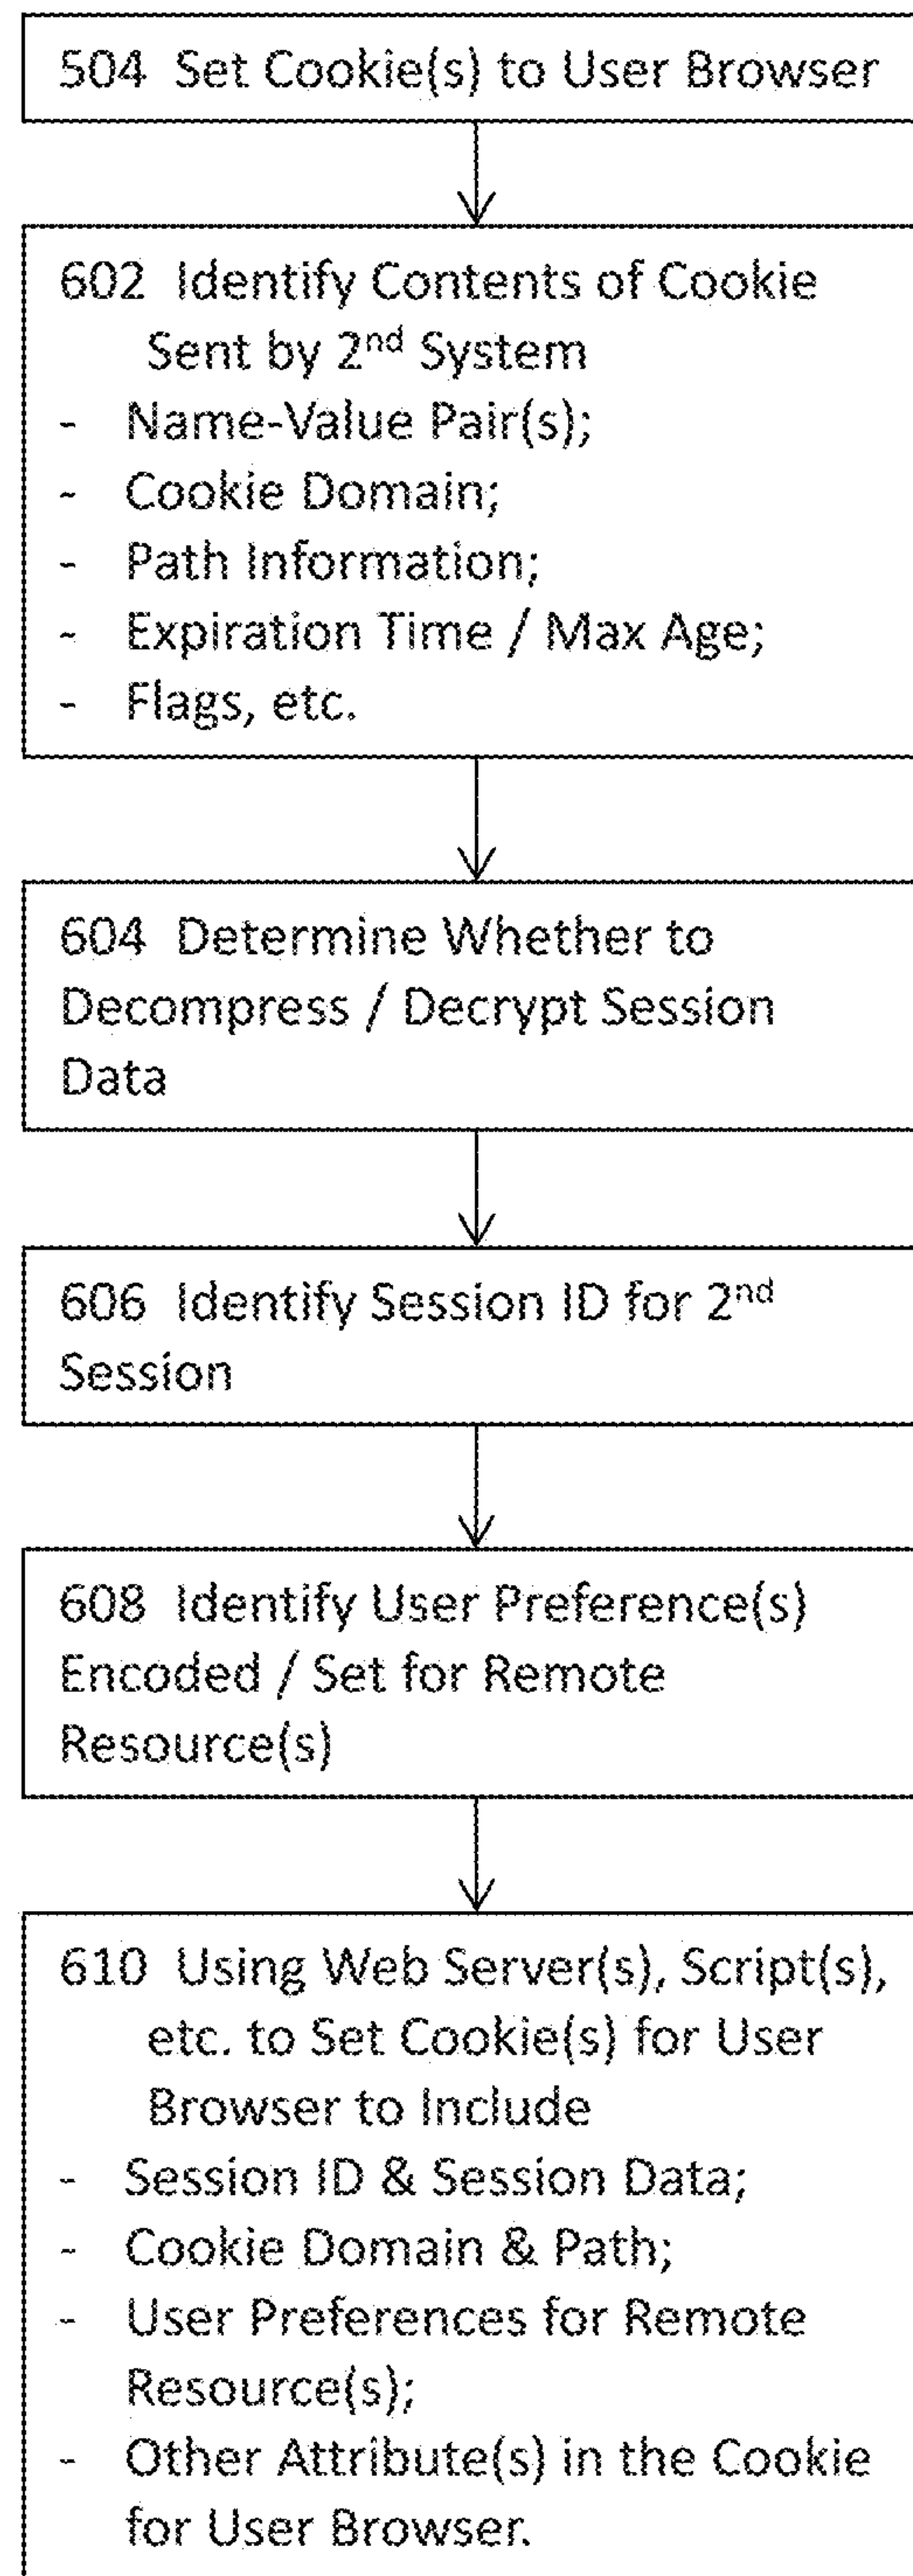 504 Set Cookie(s) to User Browser
602 Identify Contents of Cookie
Sent by 2nd System
- Name-Value Pair(s);
- Cookie Domain;
- Path Information;
- Expiration Time / Max Age;
- Flags, etc.
604 Determine Whether to
Decompress / Decrypt Session
Data
606 Identify Session ID for 2nd
Session
608 Identify User Preference(s)
Encoded / Set for Remote
Resource(s)
610 Using Web Server(s), Script(s),
etc. to Set Cookie(s) for User
Browser to Include
- Session ID & Session Data;
- Cookie Domain & Path;
- User Preferences for Remote
Resource(s);
- Other Attribute(s) in the Cookie
for User Browser.